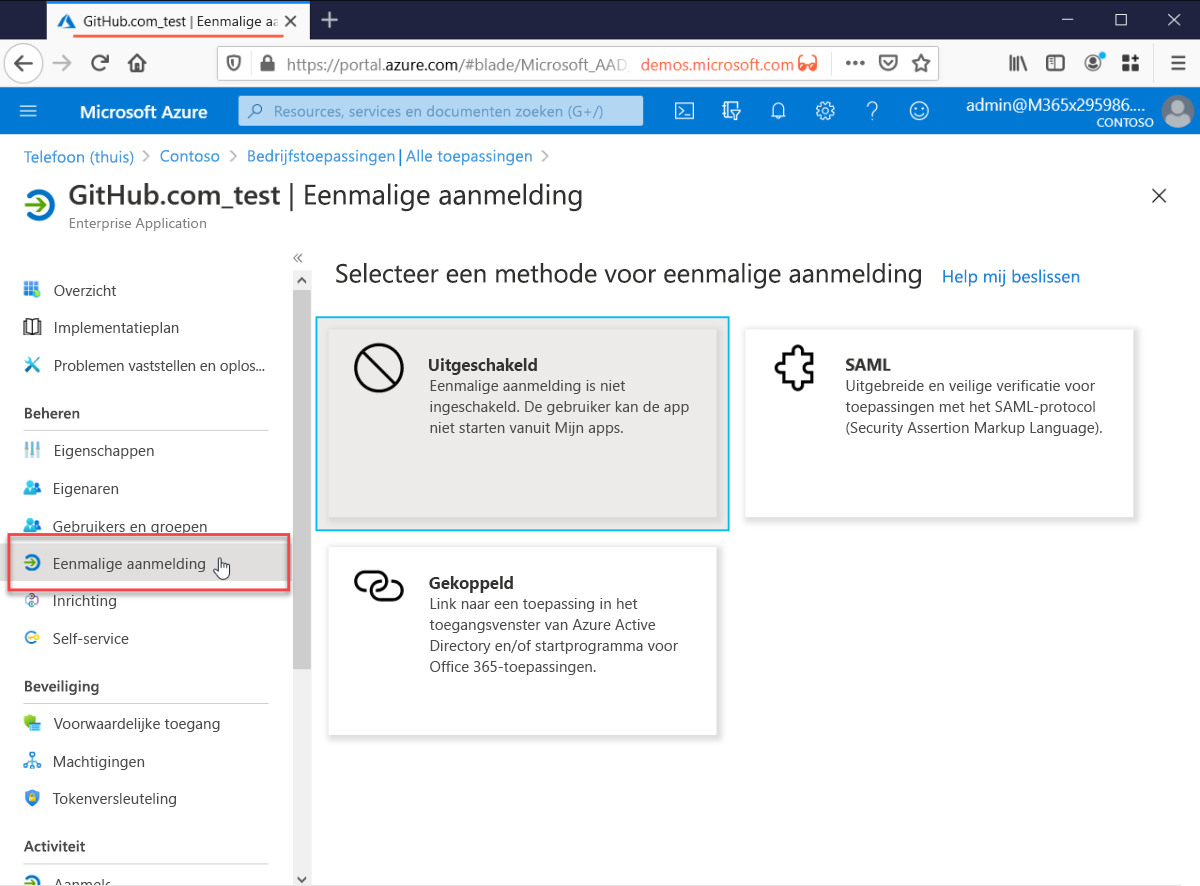 GitHub.com_test | Eenmalige aa
https://portal.azure.com/#blade/Microsoft_AAD_ demos.microsoft.com
Microsoft Azure
Resources, services en documenten zoeken (G+/)
admin@M365x295986....
CONTOSO
Telefoon (thuis) > Contoso > Bedrijfstoepassingen | Alle toepassingen >
GitHub.com_test | Eenmalige aanmelding
Enterprise Application
Selecteer een methode voor eenmalige aanmelding Help mij beslissen
Overzicht
Implementatieplan
Problemen vaststellen en oplos...
Beheren
Eigenschappen
Eigenaren
Gebruikers en groepen
Eenmalige aanmelding
Inrichting
Self-service
Beveiliging
Voorwaardelijke toegang
Machtigingen
Tokenversleuteling
Activiteit
Uitgeschakeld
Eenmalige aanmelding is niet
ingeschakeld. De gebruiker kan de app
niet starten vanuit Mijn apps.
SAML
Uitgebreide en veilige verificatie voor
toepassingen met het SAML-protocol
(Security Assertion Markup Language).
Gekoppeld
Link naar een toepassing in het
toegangsvenster van Azure Active
Directory en/of startprogramma voor
Office 365-toepassingen.